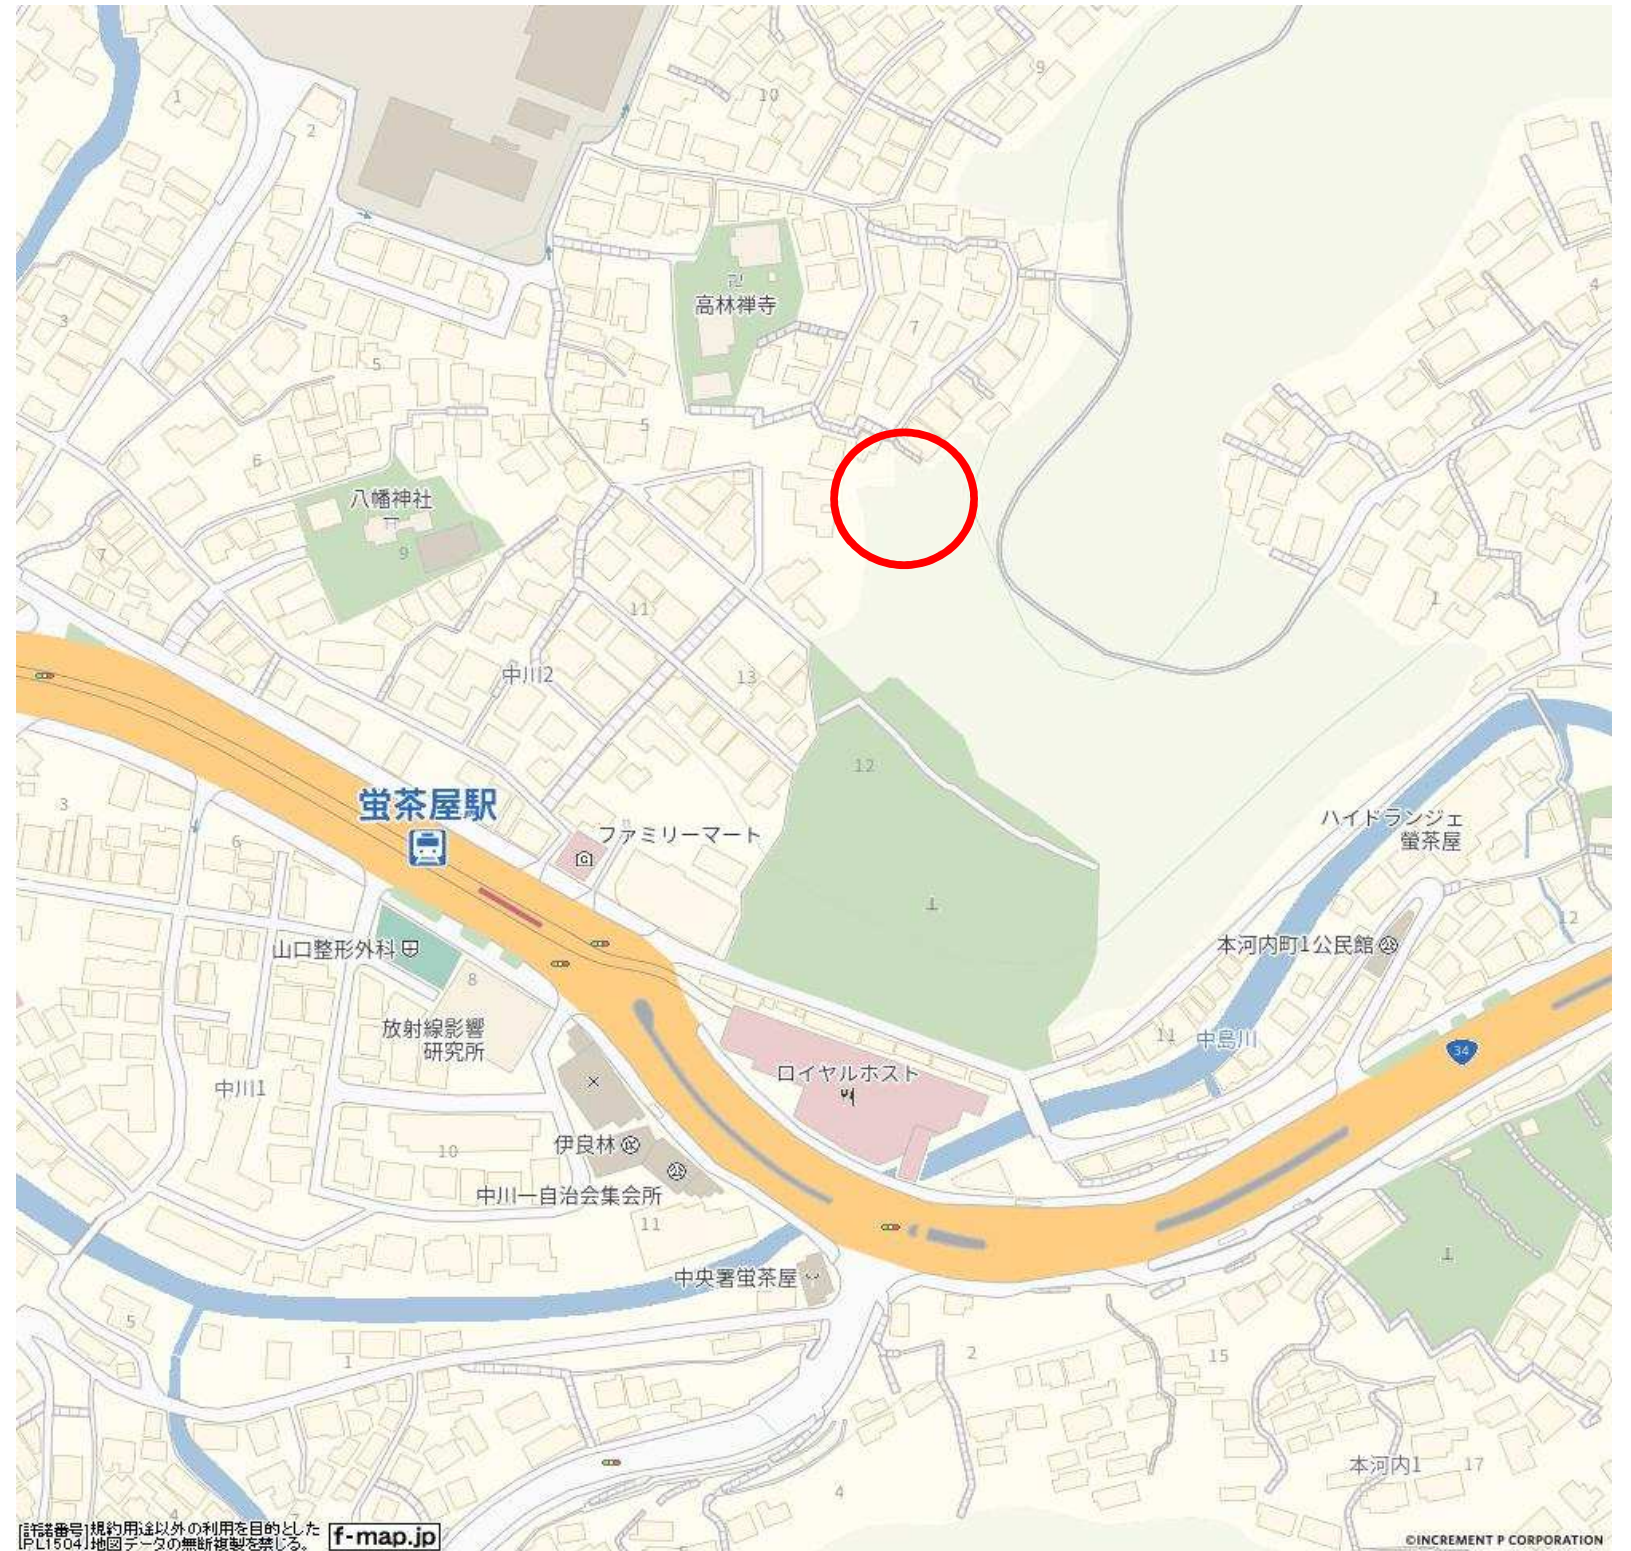 1
2
10
9
3
高林禅寺
7
4
5
5
6
八幡神社
9
7
11
1
中川2
13
12
蛍茶屋駅
3
6
ファミリーマート
ハイドランジェ
螢茶屋
山口整形外科
8
本河内町1公民館
12
放射線影響
研究所
11
中島川
34
中川1
ロイヤルホスト
10
伊良林
中川一自治会集会所
11
中央署蛍茶屋
5
1
2
15
本河内1
17
4
4
7
[許諾番号]規約用途以外の利用を目的とした
[PL1504]地図データの無断複製を禁じる。
f-map.jp
©INCREMENT P CORPORATION